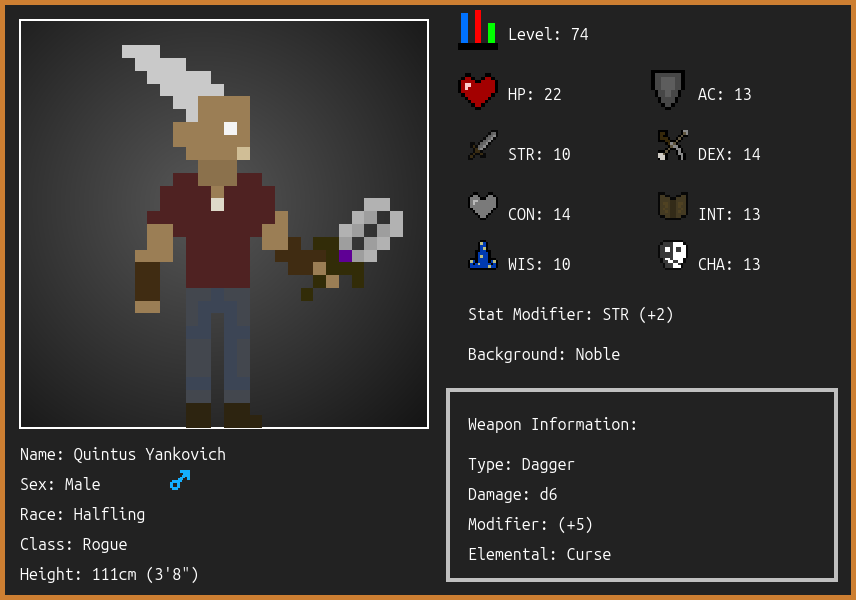 Level: 74
HP: 22
AC: 13
STR: 10
DEX: 14
CON: 14
INT: 13
WIS: 10
CHA: 13
Stat Modifier: STR (+2)
Background: Noble
Weapon Information:
Type: Dagger
Damage: d6
Modifier: (+5)
Elemental: Curse
Name: Quintus Yankovich
Sex: Male
Race: Halfling
Class: Rogue
Height: 111cm (3'8")